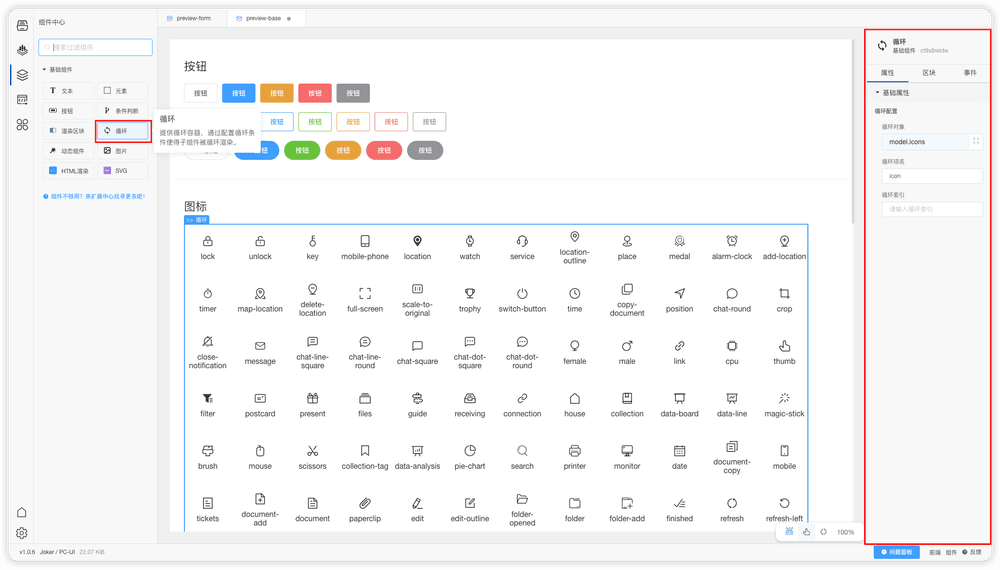 组件中心
搜索过滤组件
基础组件
文本
元素
按钮
条件判断
渲染区块
循环
动态组件
图片
HTML渲染
SVG
组件不够用？来扩展中心找寻更多吧!
循环
提供循环容器，通过配置循环条
件使得子组件被循环渲染。
preview-form
preview-base
按钮
按钮 按钮 按钮 按钮 按钮
按钮 按钮 按钮 按钮 按钮
按钮 按钮 按钮 按钮 按钮
图标
>> 循环
lock unlock key mobile-phone location watch service location-outline place medal alarm-clock add-location
timer map-location delete-location full-screen scale-to-original trophy switch-button time copy-document position chat-round crop
close-notification message chat-line-square chat-line-round chat-square chat-dot-square chat-dot-round female male link cpu thumb
filter postcard present files guide receiving connection house collection data-board data-line magic-stick
brush mouse scissors collection-tag data-analysis pie-chart search printer monitor date document-copy mobile
tickets document-add document paperclip edit edit-outline folder-opened folder folder-add finished refresh refresh-left
100%
循环
基础组件
属性 区块 事件
基础属性
循环配置
循环对象
model.icons
循环项名
icon
循环索引
请输入循环索引
v1.0.6 Joker / PC-UI 22.07 KiB
问题面板
前端 组件 反馈